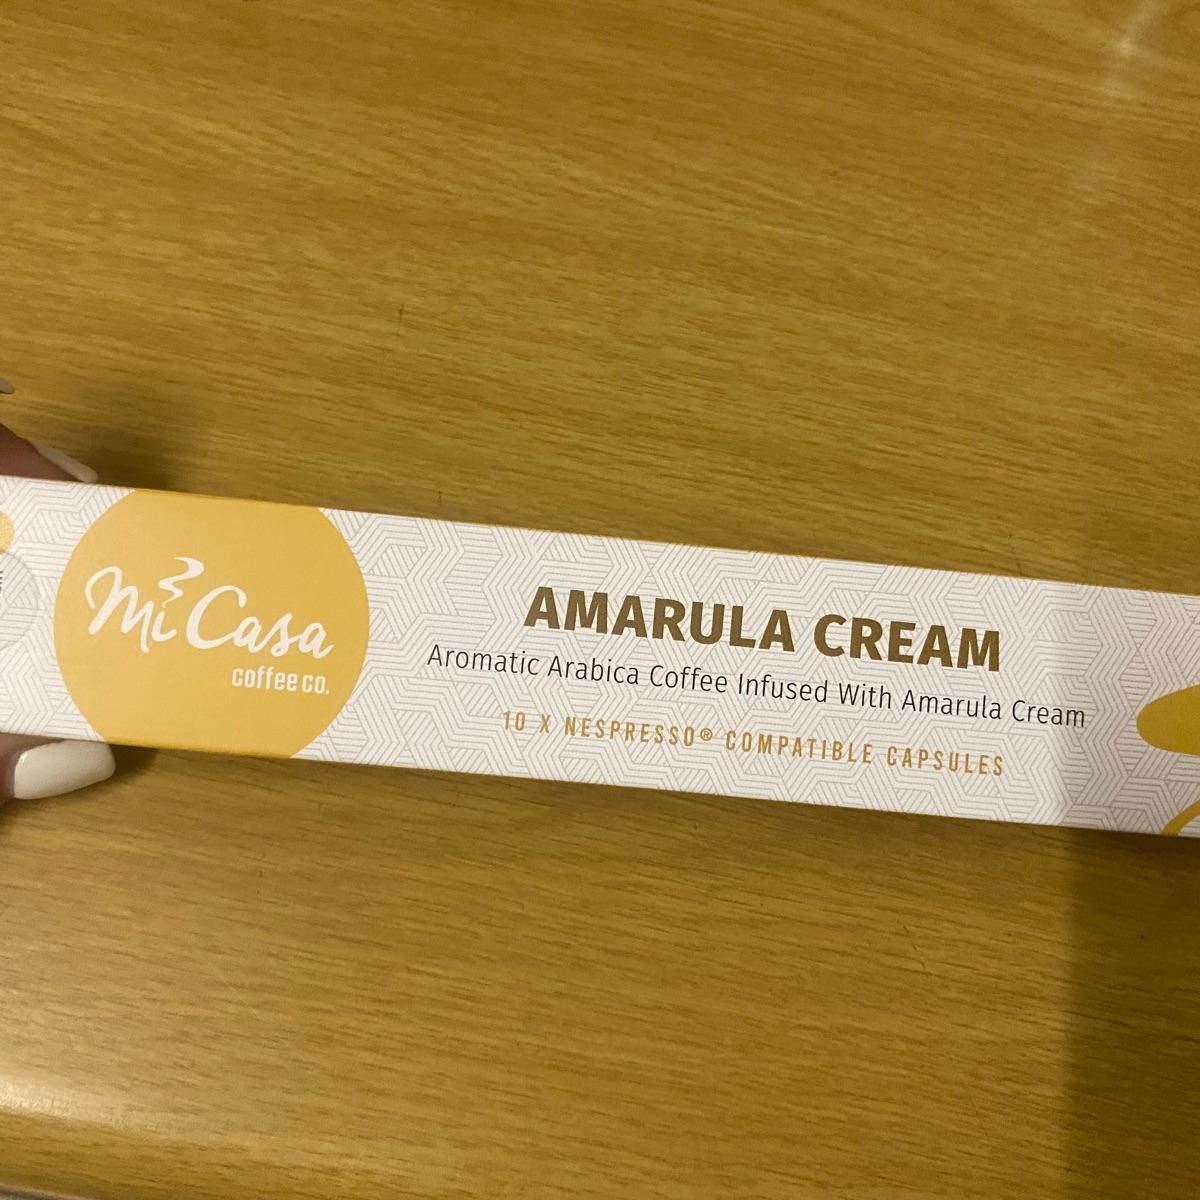 Mi Casa
coffee co.
AMARULA CREAM
Aromatic Arabica Coffee Infused With Amarula Cream
10 X NESPRESSO® COMPATIBLE CAPSULES